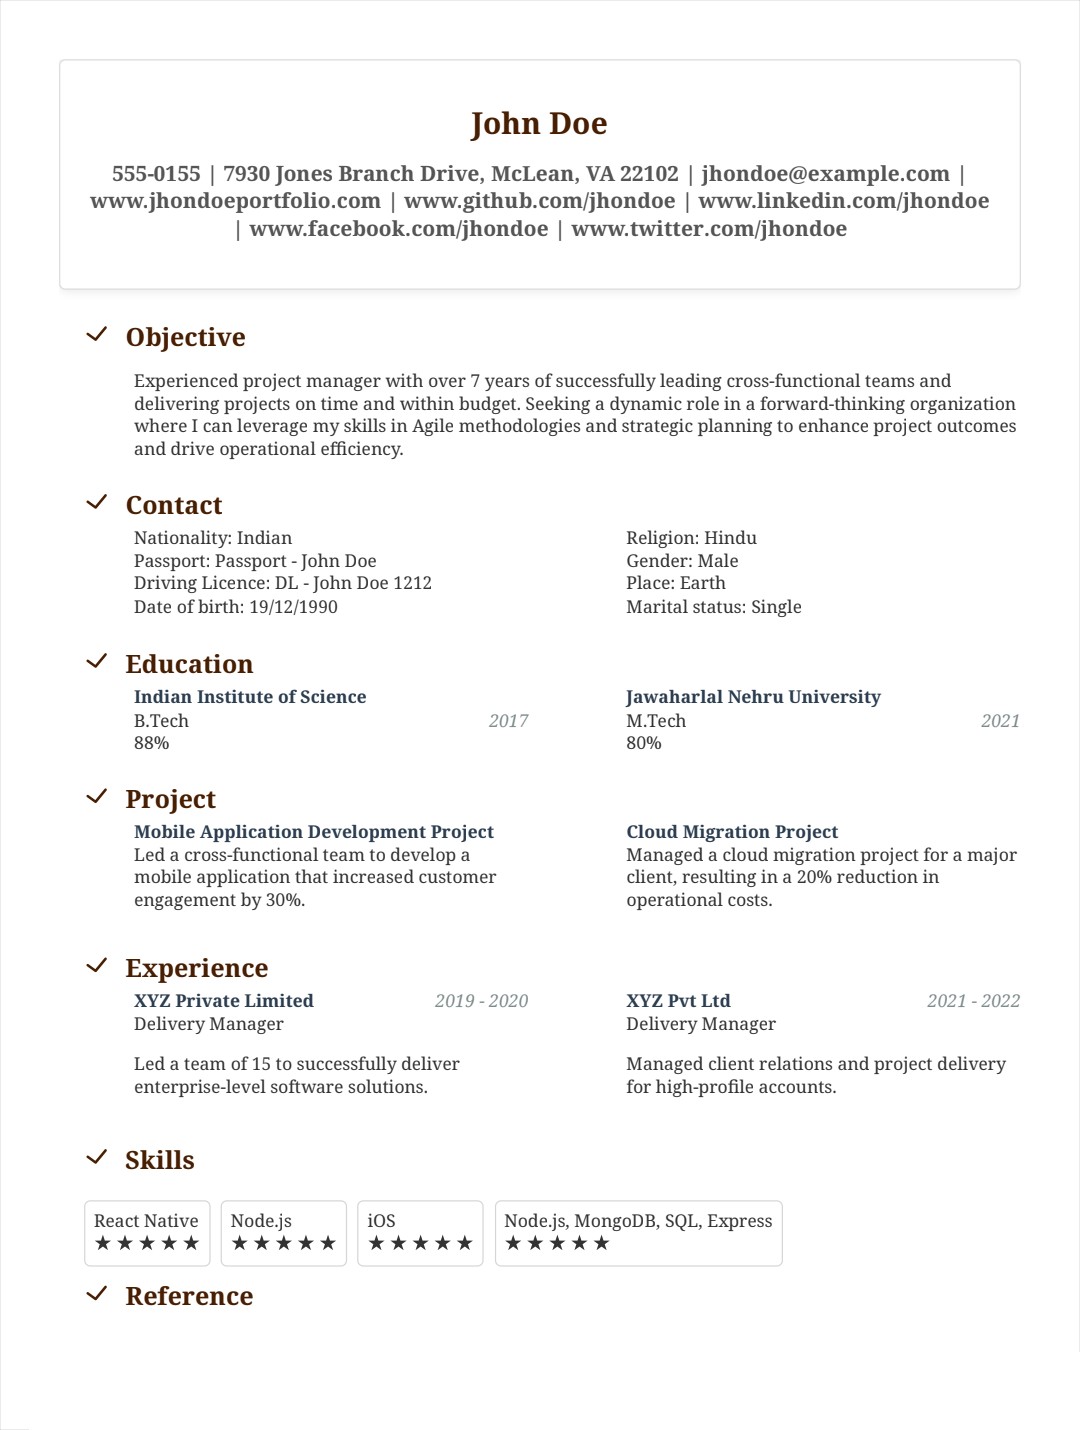 John Doe
555-0155 | 7930 Jones Branch Drive, McLean, VA 22102 | jhondoe@example.com |
www.jhondoeportfolio.com | www.github.com/jhondoe | www.linkedin.com/jhondoe
| www.facebook.com/jhondoe | www.twitter.com/jhondoe
Objective
Experienced project manager with over 7 years of successfully leading cross-functional teams and
delivering projects on time and within budget. Seeking a dynamic role in a forward-thinking organization
where I can leverage my skills in Agile methodologies and strategic planning to enhance project outcomes
and drive operational efficiency.
Contact
Nationality: Indian
Passport: Passport - John Doe
Driving Licence: DL - John Doe 1212
Date of birth: 19/12/1990
Religion: Hindu
Gender: Male
Place: Earth
Marital status: Single
Education
Indian Institute of Science
B.Tech 2017
88%
Jawaharlal Nehru University
M.Tech 2021
80%
Project
Mobile Application Development Project
Led a cross-functional team to develop a
mobile application that increased customer
engagement by 30%.
Cloud Migration Project
Managed a cloud migration project for a major
client, resulting in a 20% reduction in
operational costs.
Experience
XYZ Private Limited 2019 - 2020
Delivery Manager
Led a team of 15 to successfully deliver
enterprise-level software solutions.
XYZ Pvt Ltd 2021 - 2022
Delivery Manager
Managed client relations and project delivery
for high-profile accounts.
Skills
React Native
★★★★★
Node.js
★★★★★
iOS
★★★★★
Node.js, MongoDB, SQL, Express
★★★★★
Reference